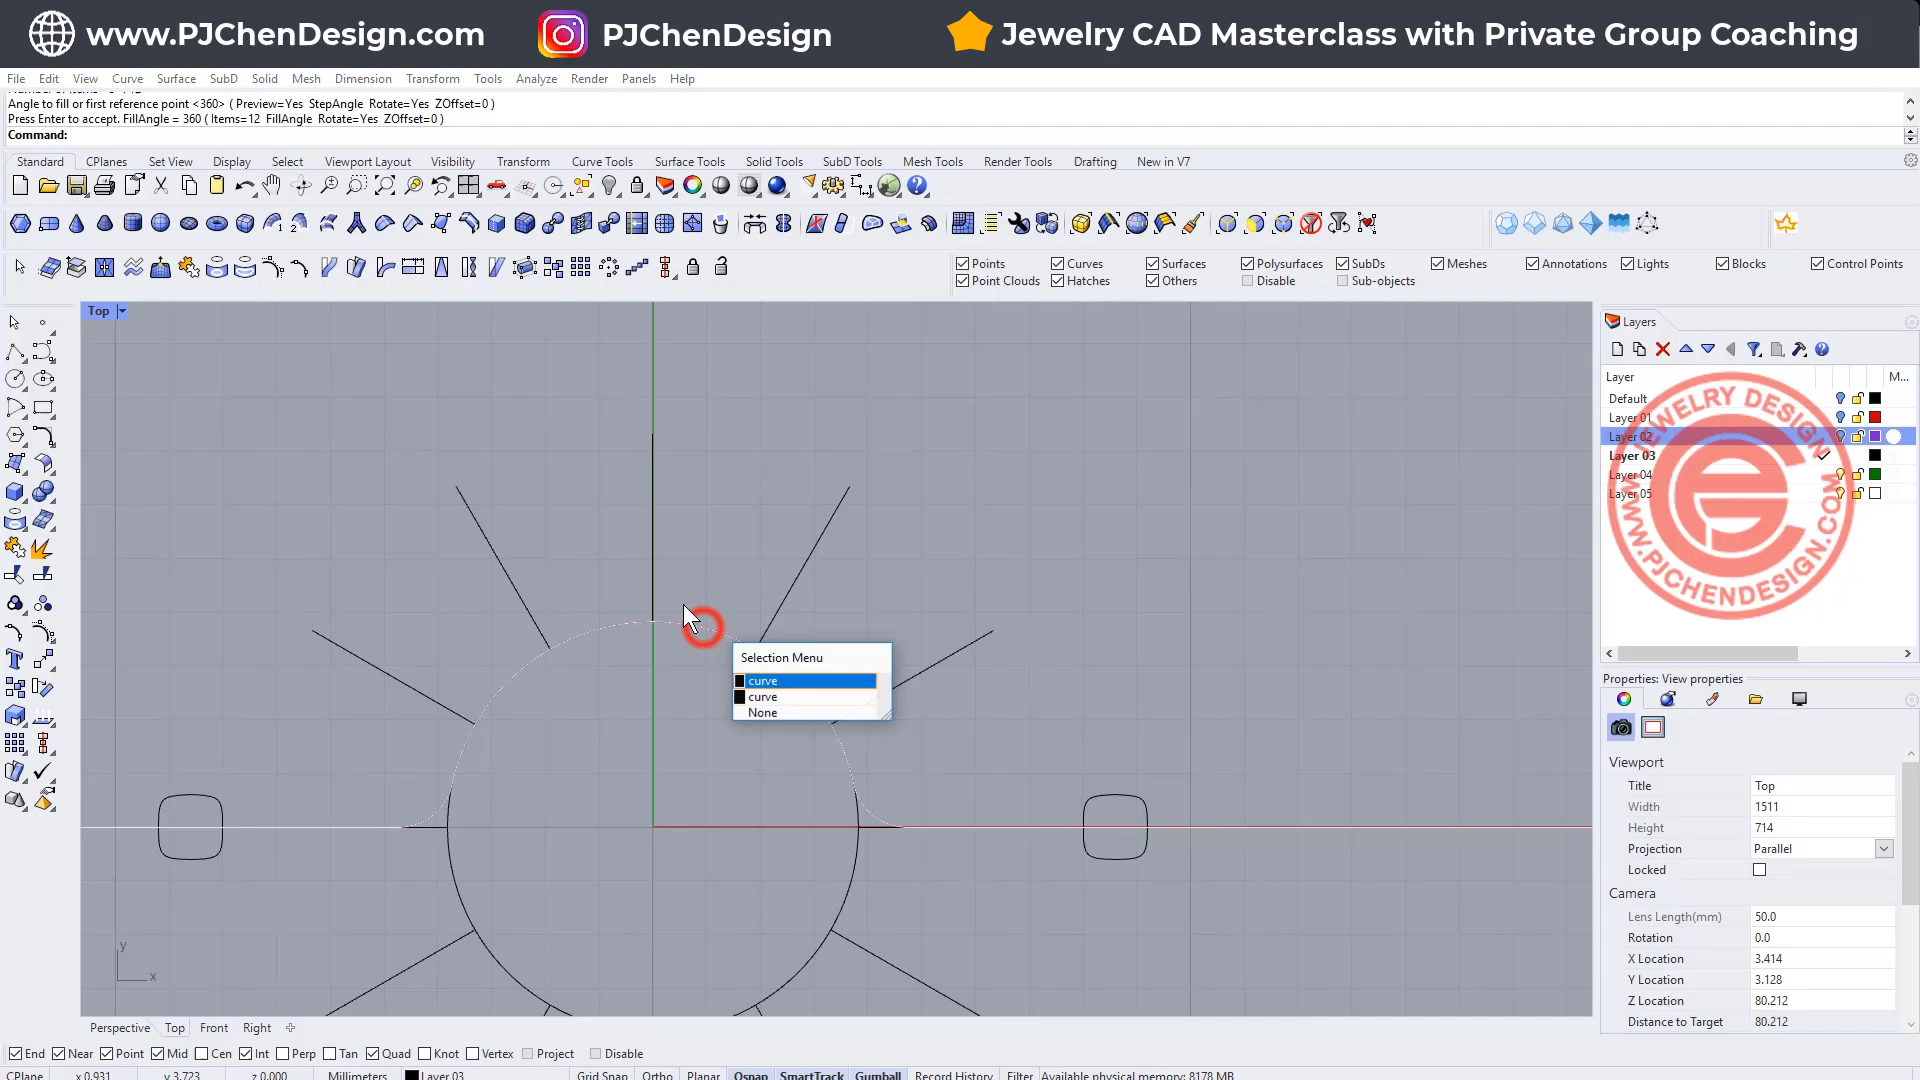 www.PJChenDesign.com PJChenDesign Jewelry CAD Masterclass with Private Group Coaching
File Edit View Curve Surface SubD Solid Mesh Dimension Transform Tools Analyze Render Panels Help
Angle to fill or first reference point <360> ( Preview=Yes StepAngle Rotate=Yes ZOffset=0 )
Press Enter to accept. FillAngle = 360 ( Items=12 FillAngle Rotate=Yes ZOffset=0 )
Command:
Standard CPlanes Set View Display Select Viewport Layout Visibility Transform Curve Tools Surface Tools Solid Tools SubD Tools Mesh Tools Render Tools Drafting New in V7
Points Curves Surfaces Polysurfaces SubDs Meshes Annotations Lights Blocks Control Points
Point Clouds Hatches Others Disable Sub-objects
Top
Layers
Layer M...
Default
Layer 01
Layer 02
Layer 03
Layer 04
Layer 05
JEWELRY DESIGN
WWW.PJCHENDESIGN.COM
Selection Menu
curve
curve
None
Properties: View properties
Viewport
Title Top
Width 1511
Height 714
Projection Parallel
Locked
Camera
Lens Length(mm) 50.0
Rotation 0.0
X Location 3.414
Y Location 3.128
Z Location 80.212
Distance to Target 80.212
y
x
Perspective Top Front Right
End Near Point Mid Cen Int Perp Tan Quad Knot Vertex Project Disable
CPlane x 0.931 y 3.723 z 0.000 Millimeters Layer 03 Grid Snap Ortho Planar Osnap SmartTrack Gumball Record History Filter Available physical memory: 8178 MB